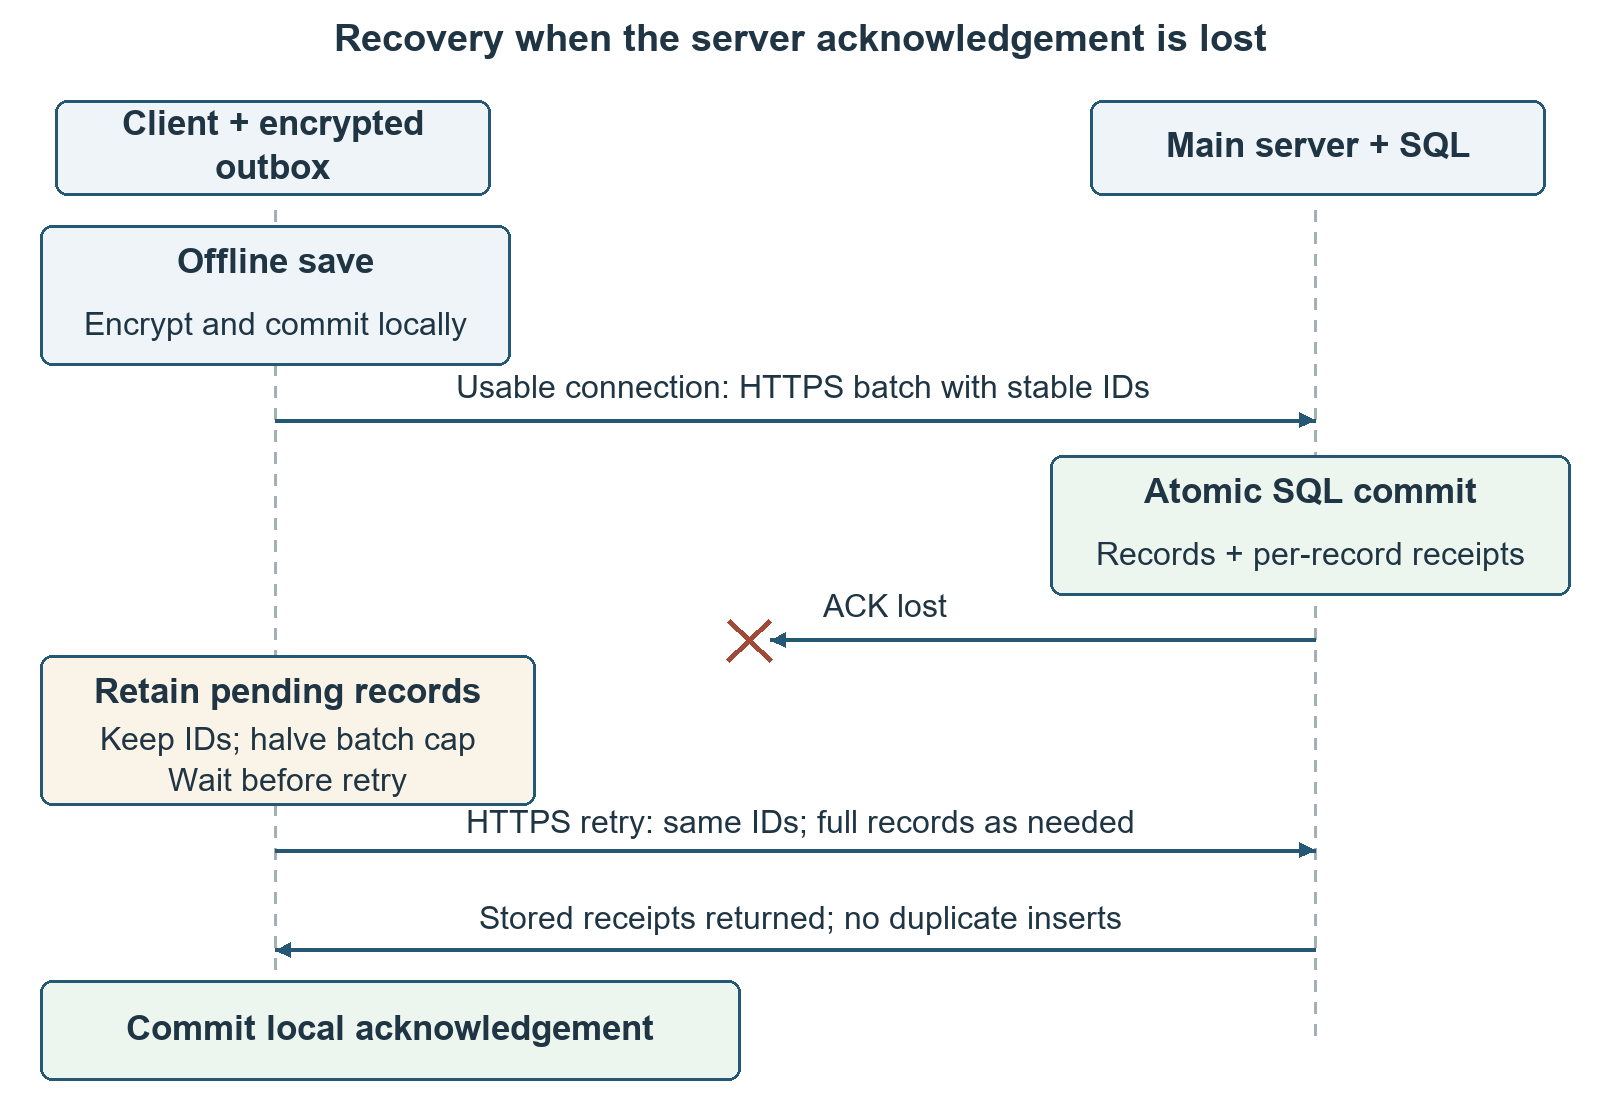 Recovery when the server acknowledgement is lost
Client + encrypted
outbox
Main server + SQL
Offline save
Encrypt and commit locally
Usable connection: HTTPS batch with stable IDs
Atomic SQL commit
Records + per-record receipts
ACK lost
Retain pending records
Keep IDs; halve batch cap
Wait before retry
HTTPS retry: same IDs; full records as needed
Stored receipts returned; no duplicate inserts
Commit local acknowledgement